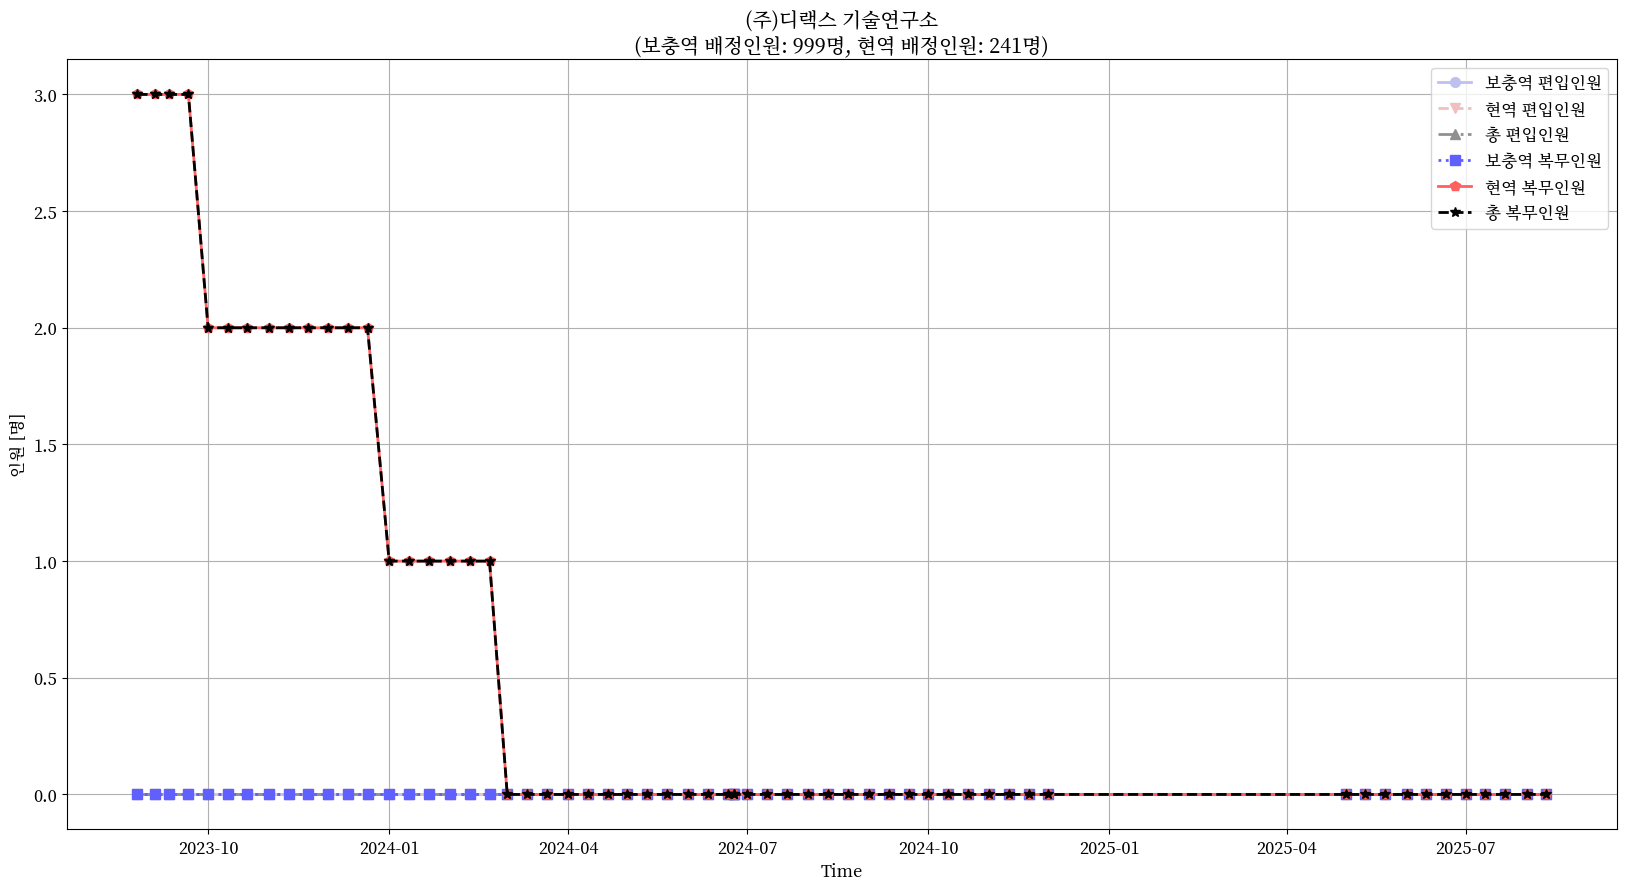 (주)디랙스 기술연구소
(보충역 배정인원: 999명, 현역 배정인원: 241명)
보충역 편입인원
현역 편입인원
총 편입인원
보충역 복무인원
현역 복무인원
총 복무인원
3.0
2.5
2.0
1.5
1.0
0.5
0.0
인원 [명]
2023-10
2024-01
2024-04
2024-07
2024-10
2025-01
2025-04
2025-07
Time